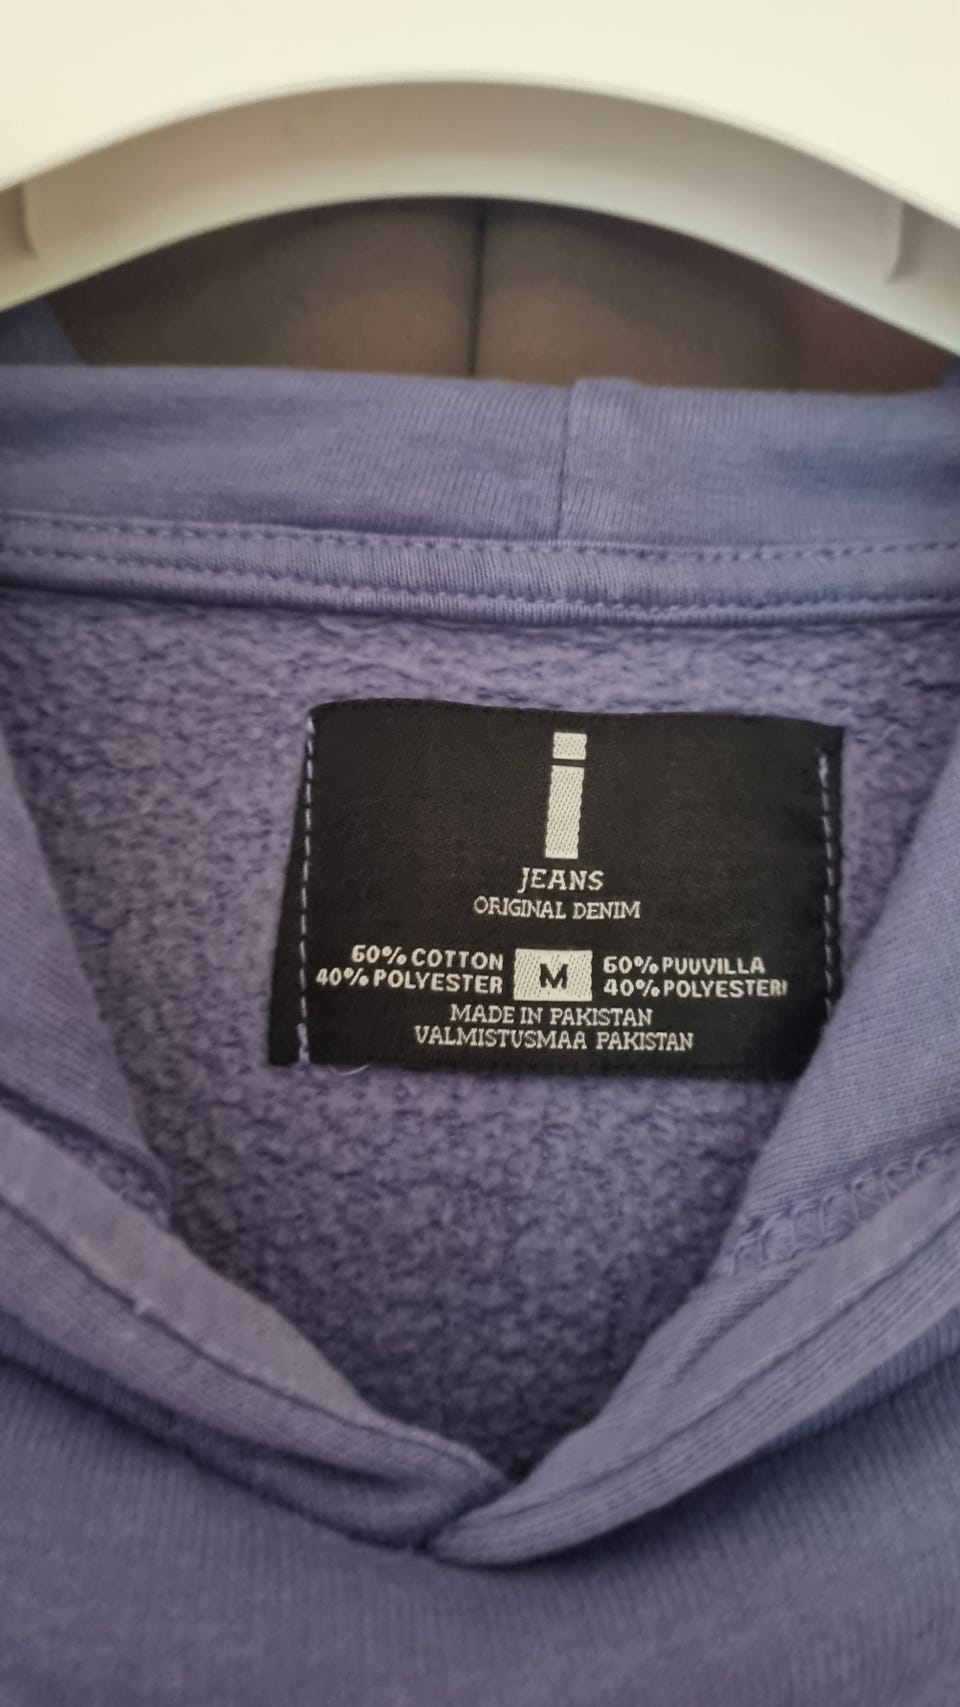 i
JEANS
ORIGINAL DENIM
60% COTTON
40% POLYESTER
M
60% PUUVILLA
40% POLYESTERI
MADE IN PAKISTAN
VALMISTUSMAA PAKISTAN